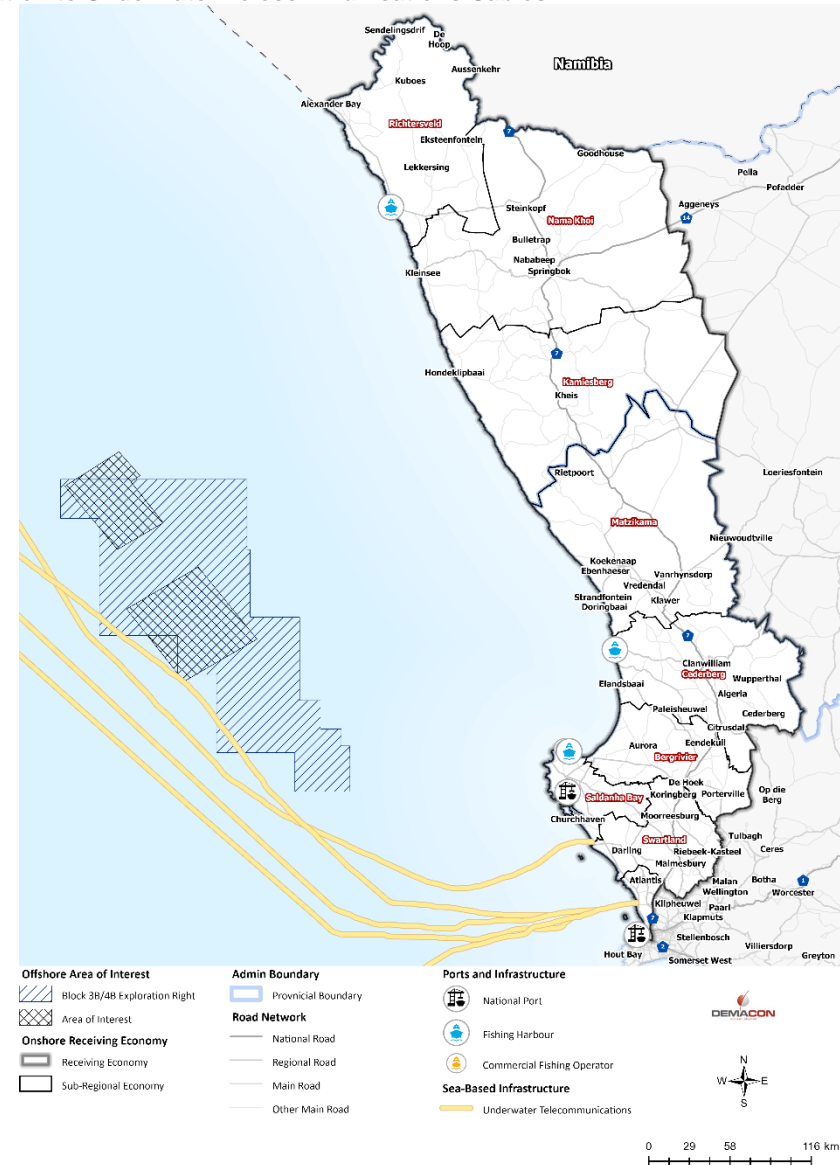 Sendelingsdrif
De
Hoop
Aussenkehr
Namibia
Kuboes
Alexander Bay
Richtersveld
7
Eksteenfontein
Goodhouse
Lekkersing
Pella
Pofadder
Steinkopf
Aggeneys
Nama Khoi
14
Bulletrap
Nababeep
Springbok
Kleinsee
7
Hondeklipbaai
Kamiesberg
Kheis
Rietpoort
Loeriesfontein
Matzikama
Nieuwoudtville
Koekenaap
Ebenhaeser
Vanrhynsdorp
Vredendal
Strandfontein
Klawer
Doringbaai
7
Clanwilliam
Cederberg
Wupperthal
Elandsbaai
Algeria
Paleisheuwel
Cederberg
Citrusdal
Aurora
Eendekuil
Bergrivier
De Hoek
Op die
Berg
Saldanha Bay
Koringberg
Porterville
Churchhaven
Moorreesburg
Swartland
Tulbagh
Darling
Riebeek-Kasteel
Ceres
Malmesbury
Atlantis
Malan
Botha
1
Wellington
Worcester
Klipheuwel
Paarl
7
Klapmuts
Stellenbosch
2
Villiersdorp
Hout Bay
Somerset West
Greyton
Offshore Area of Interest
Block 3B/4B Exploration Right
Area of Interest
Onshore Receiving Economy
Receiving Economy
Sub-Regional Economy
Admin Boundary
Provnicial Boundary
Road Network
National Road
Regional Road
Main Road
Other Main Road
Ports and Infrastructure
National Port
Fishing Harbour
Commercial Fishing Operator
Sea-Based Infrastructure
Underwater Telecommunications
DEMACON
N
W
E
S
0 29 58 116 km